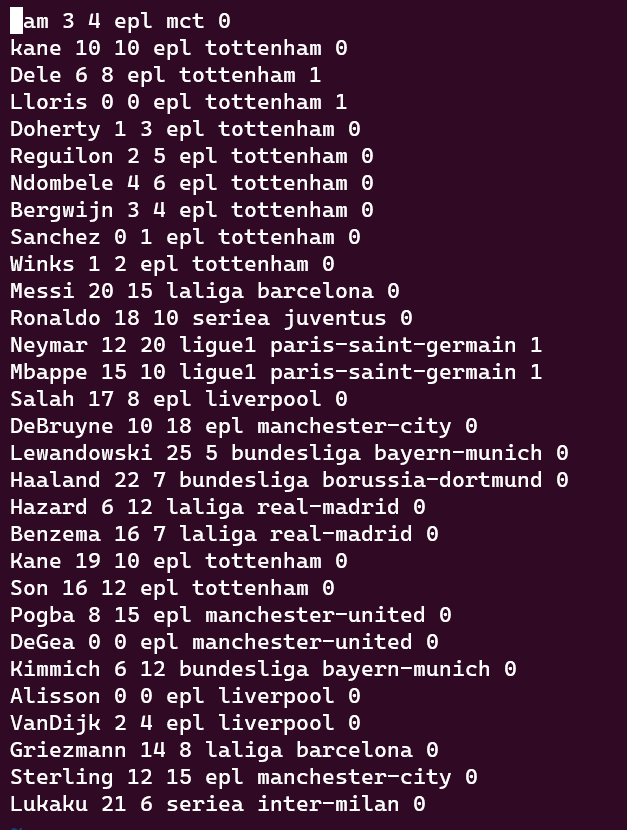 am 3 4 epl mct 0
kane 10 10 epl tottenham 0
Dele 6 8 epl tottenham 1
Lloris 0 0 epl tottenham 1
Doherty 1 3 epl tottenham 0
Reguilon 2 5 epl tottenham 0
Ndombele 4 6 epl tottenham 0
Bergwijn 3 4 epl tottenham 0
Sanchez 0 1 epl tottenham 0
Winks 1 2 epl tottenham 0
Messi 20 15 laliga barcelona 0
Ronaldo 18 10 seriea juventus 0
Neymar 12 20 ligue1 paris-saint-germain 1
Mbappe 15 10 ligue1 paris-saint-germain 1
Salah 17 8 epl liverpool 0
DeBruyne 10 18 epl manchester-city 0
Lewandowski 25 5 bundesliga bayern-munich 0
Haaland 22 7 bundesliga borussia-dortmund 0
Hazard 6 12 laliga real-madrid 0
Benzema 16 7 laliga real-madrid 0
Kane 19 10 epl tottenham 0
Son 16 12 epl tottenham 0
Pogba 8 15 epl manchester-united 0
DeGea 0 0 epl manchester-united 0
Kimmich 6 12 bundesliga bayern-munich 0
Alisson 0 0 epl liverpool 0
VanDijk 2 4 epl liverpool 0
Griezmann 14 8 laliga barcelona 0
Sterling 12 15 epl manchester-city 0
Lukaku 21 6 seriea inter-milan 0